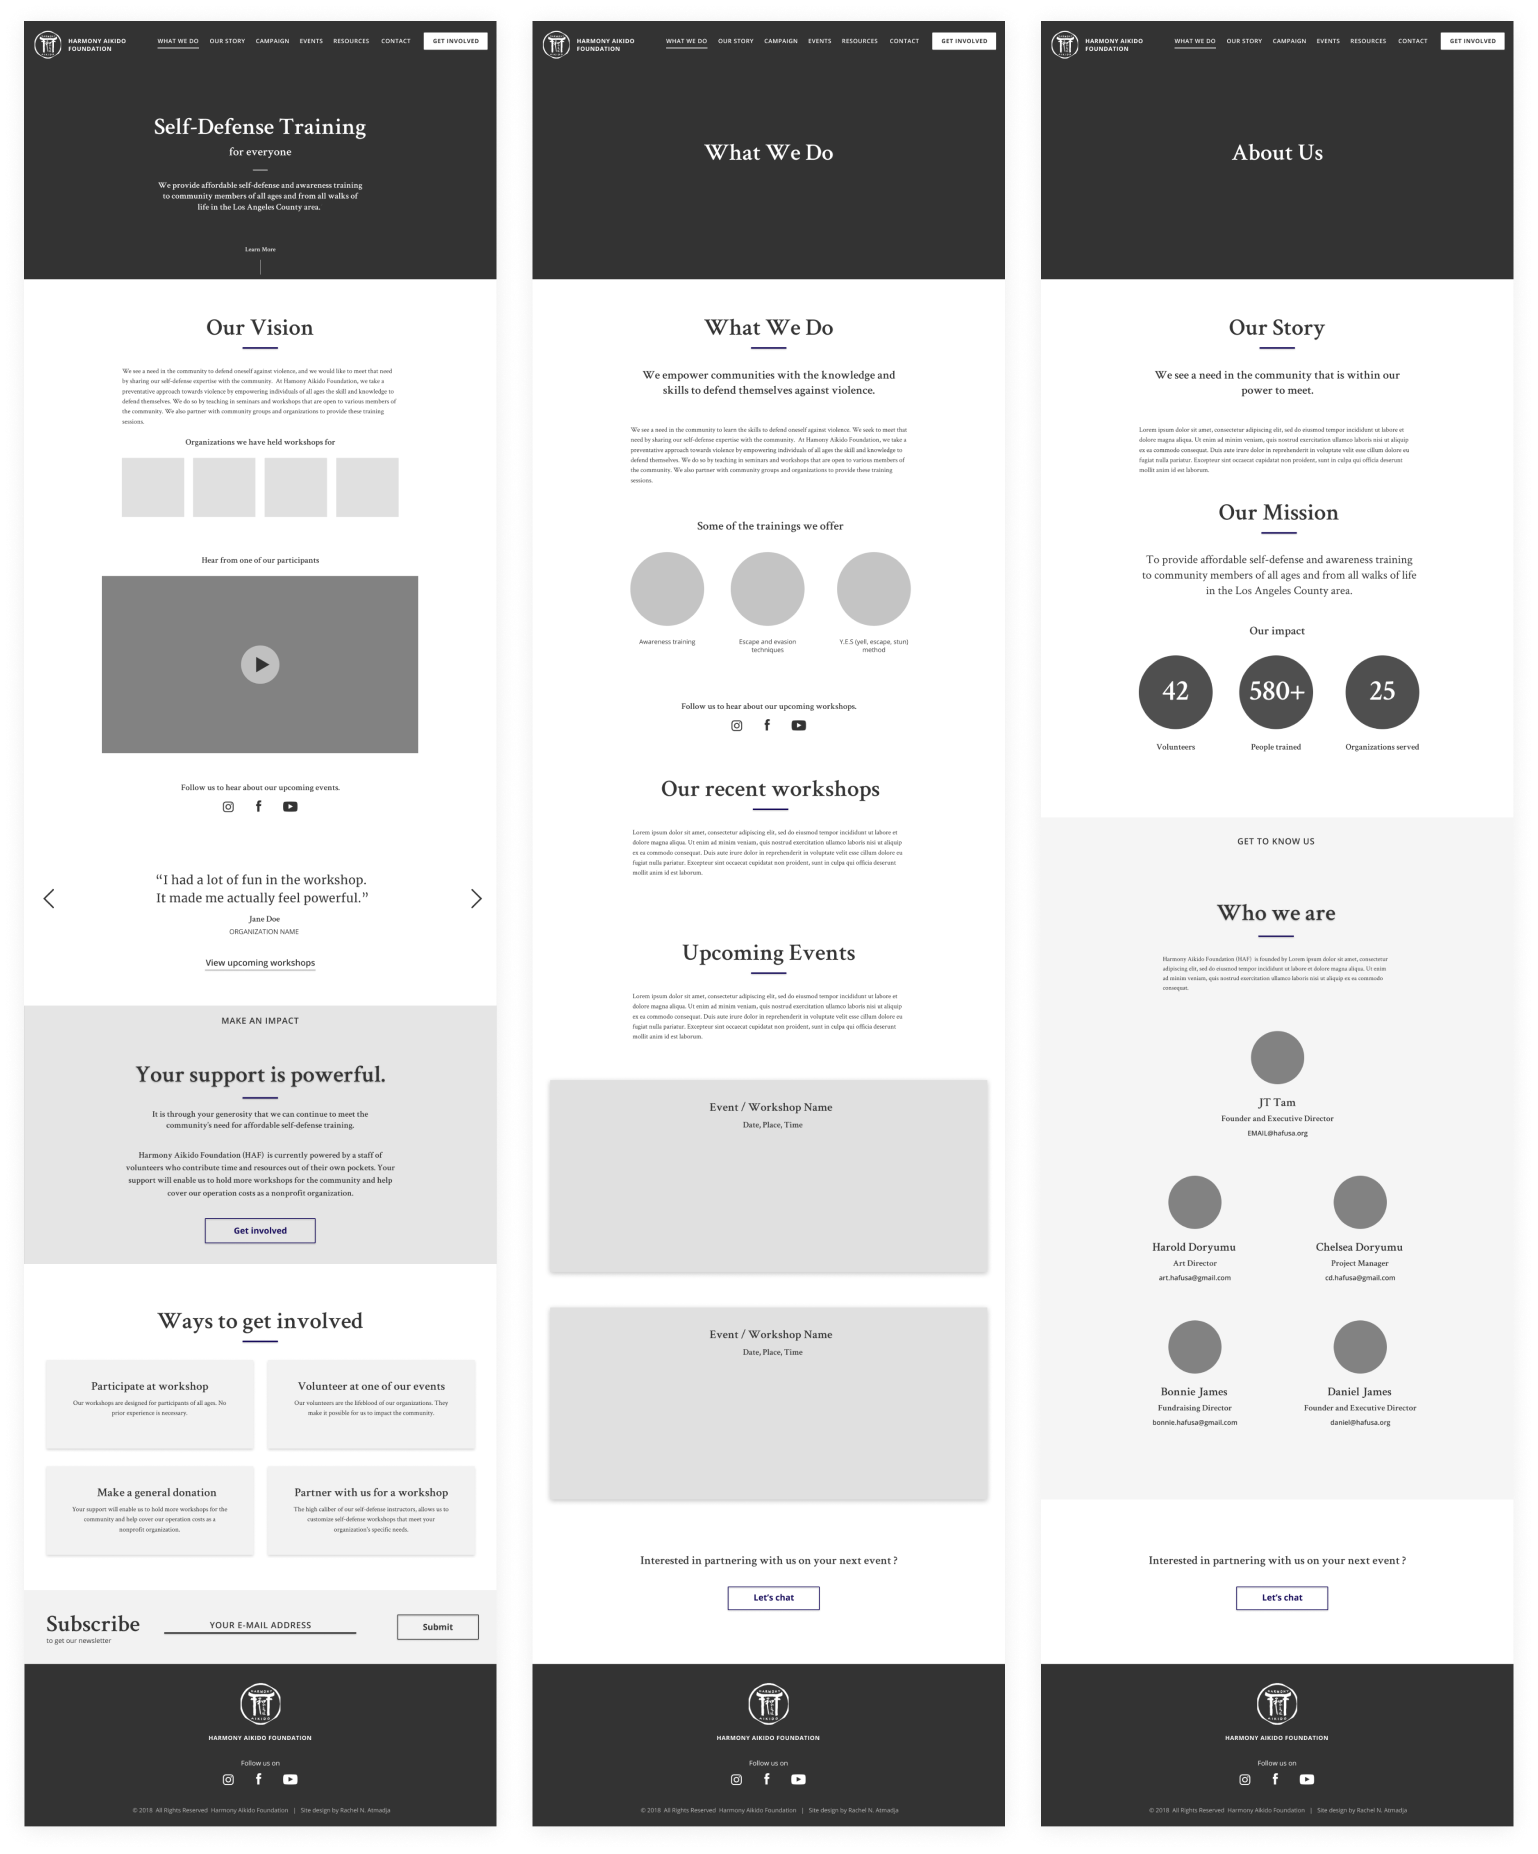 HARMONY AIKIDO
FOUNDATION
WHAT WE DO
OUR STORY
CAMPAIGN
EVENTS
RESOURCES
CONTACT
GET INVOLVED
Self-Defense Training
for everyone
We provide affordable self-defense and awareness training
to community members of all ages and from all walks of
life in the Los Angeles County area.
Learn More
Our Vision
We see a need in the community to defend oneself against violence, and we would like to meet that need
by sharing our self-defense expertise with the community. At Hamony Aikido Foundation, we take a
preventative approach towards violence by empowering individuals of all ages the skill and knowledge to
defend themselves. We do so by teaching in seminars and workshops that are open to various members of
the community. We also partner with community groups and organizations to provide these training
sessions.
Organizations we have held workshops for
Hear from one of our participants
Follow us to hear about our upcoming events.
“I had a lot of fun in the workshop.
It made me actually feel powerful.”
Jane Doe
ORGANIZATION NAME
View upcoming workshops
MAKE AN IMPACT
Your support is powerful.
It is through your generosity that we can continue to meet the
community's need for affordable self-defense training.
Harmony Aikido Foundation (HAF) is currently powered by a staff of
volunteers who contribute time and resources out of their own pockets. Your
support will enable us to hold more workshops for the community and help
cover our operation costs as a nonprofit organization.
Get involved
Ways to get involved
Participate at workshop
Our workshops are designed for participants of all ages. No
prior experience is necessary.
Volunteer at one of our events
Our volunteers are the lifeblood of our organizations. They
make it possible for us to impact the community.
Make a general donation
Your support will enable us to hold more workshops for the
community and help cover our operation costs as a
nonprofit organization.
Partner with us for a workshop
The high caliber of our self-defense instructors, allows us to
customize self-defense workshops that meet your
organization's specific needs.
Subscribe
to get our newsletter
YOUR E-MAIL ADDRESS
Submit
HARMONY
AIKIDO
HARMONY AIKIDO FOUNDATION
Follow us on
© 2018 All Rights Reserved Harmony Aikido Foundation | Site design by Rachel N. Atmadja
HARMONY AIKIDO
FOUNDATION
WHAT WE DO
OUR STORY
CAMPAIGN
EVENTS
RESOURCES
CONTACT
GET INVOLVED
What We Do
What We Do
We empower communities with the knowledge and
skills to defend themselves against violence.
We see a need in the community to learn the skills to defend oneself against violence. We seek to meet that
need by sharing our self-defense expertise with the community. At Hamony Aikido Foundation, we take a
preventative approach towards violence by empowering individuals of all ages the skill and knowledge to
defend themselves. We do so by teaching in seminars and workshops that are open to various members of
the community. We also partner with community groups and organizations to provide these training
sessions.
Some of the trainings we offer
Awareness training
Escape and evasion
techniques
Y.E.S (yell, escape, stun)
method
Follow us to hear about our upcoming workshops.
Our recent workshops
Lorem ipsum dolor sit amet, consectetur adipiscing elit, sed do eiusmod tempor incididunt ut labore et
dolore magna aliqua. Ut enim ad minim veniam, quis nostrud exercitation ullamco laboris nisi ut aliquip
ex ea commodo consequat. Duis aute irure dolor in reprehenderit in voluptate velit esse cillum dolore eu
fugiat nulla pariatur. Excepteur sint occaecat cupidatat non proident, sunt in culpa qui officia deserunt
mollit anim id est laborum.
Upcoming Events
Lorem ipsum dolor sit amet, consectetur adipiscing elit, sed do eiusmod tempor incididunt ut labore et
dolore magna aliqua. Ut enim ad minim veniam, quis nostrud exercitation ullamco laboris nisi ut aliquip
ex ea commodo consequat. Duis aute irure dolor in reprehenderit in voluptate velit esse cillum dolore eu
fugiat nulla pariatur. Excepteur sint occaecat cupidatat non proident, sunt in culpa qui officia deserunt
mollit anim id est laborum.
Event / Workshop Name
Date, Place, Time
Event / Workshop Name
Date, Place, Time
Interested in partnering with us on your next event ?
Let's chat
HARMONY
AIKIDO
HARMONY AIKIDO FOUNDATION
Follow us on
© 2018 All Rights Reserved Harmony Aikido Foundation | Site design by Rachel N. Atmadja
HARMONY AIKIDO
FOUNDATION
WHAT WE DO
OUR STORY
CAMPAIGN
EVENTS
RESOURCES
CONTACT
GET INVOLVED
About Us
Our Story
We see a need in the community that is within our
power to meet.
Lorem ipsum dolor sit amet, consectetur adipiscing elit, sed do eiusmod tempor incididunt ut labore et
dolore magna aliqua. Ut enim ad minim veniam, quis nostrud exercitation ullamco laboris nisi ut aliquip
ex ea commodo consequat. Duis aute irure dolor in reprehenderit in voluptate velit esse cillum dolore eu
fugiat nulla pariatur. Excepteur sint occaecat cupidatat non proident, sunt in culpa qui officia deserunt
mollit anim id est laborum.
Our Mission
To provide affordable self-defense and awareness training
to community members of all ages and from all walks of life
in the Los Angeles County area.
Our impact
42
580+
25
Volunteers
People trained
Organizations served
GET TO KNOW US
Who we are
Harmony Aikido Foundation (HAF) is founded by Lorem ipsum dolor sit amet, consectetur
adipiscing elit, sed do eiusmod tempor incididunt ut labore et dolore magna aliqua. Ut enim
ad minim veniam, quis nostrud exercitation ullamco laboris nisi ut aliquip ex ea commodo
consequat.
JT Tam
Founder and Executive Director
EMAIL@hafusa.org
Harold Doryumu
Art Director
art.hafusa@gmail.com
Chelsea Doryumu
Project Manager
cd.hafusa@gmail.com
Bonnie James
Fundraising Director
bonnie.hafusa@gmail.com
Daniel James
Founder and Executive Director
daniel@hafusa.org
Interested in partnering with us on your next event ?
Let's chat
HARMONY
AIKIDO
HARMONY AIKIDO FOUNDATION
Follow us on
© 2018 All Rights Reserved Harmony Aikido Foundation | Site design by Rachel N. Atmadja